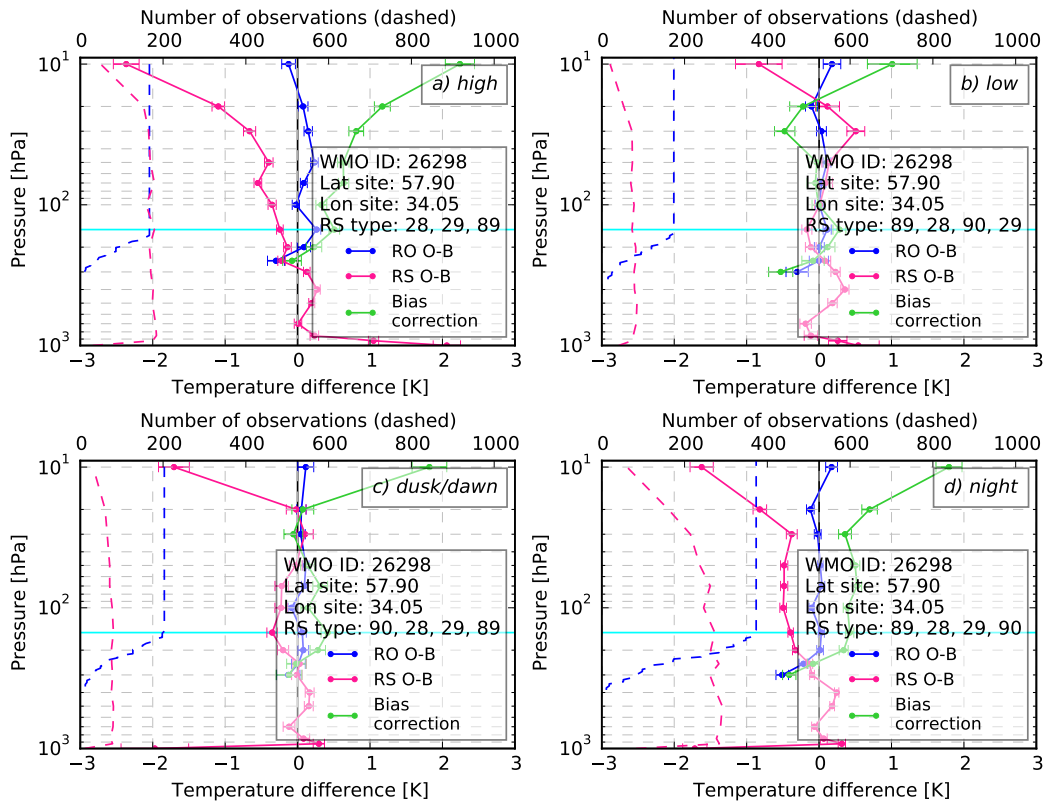 Number of observations (dashed)
0 200 400 600 800 1000
a) high
10¹
10²
10³
Pressure [hPa]
WMO ID: 26298
Lat site: 57.90
Lon site: 34.05
RS type: 28, 29, 89
RO O-B
RS O-B
Bias
correction
−3 −2 −1 0 1 2 3
Temperature difference [K]
Number of observations (dashed)
0 200 400 600 800 1000
b) low
10¹
10²
10³
Pressure [hPa]
WMO ID: 26298
Lat site: 57.90
Lon site: 34.05
RS type: 89, 28, 90, 29
RO O-B
RS O-B
Bias
correction
−3 −2 −1 0 1 2 3
Temperature difference [K]
Number of observations (dashed)
0 200 400 600 800 1000
c) dusk/dawn
10¹
10²
10³
Pressure [hPa]
WMO ID: 26298
Lat site: 57.90
Lon site: 34.05
RS type: 90, 28, 29, 89
RO O-B
RS O-B
Bias
correction
−3 −2 −1 0 1 2 3
Temperature difference [K]
Number of observations (dashed)
0 200 400 600 800 1000
d) night
10¹
10²
10³
Pressure [hPa]
WMO ID: 26298
Lat site: 57.90
Lon site: 34.05
RS type: 89, 28, 29, 90
RO O-B
RS O-B
Bias
correction
−3 −2 −1 0 1 2 3
Temperature difference [K]